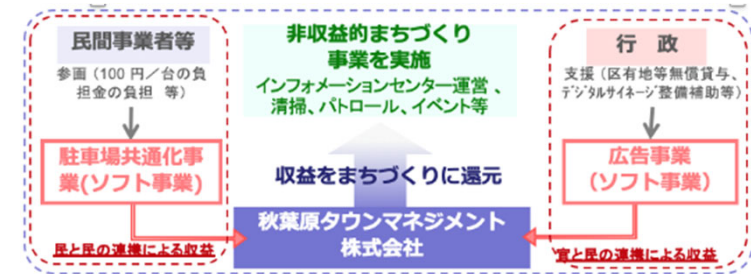 民間事業者等
参画（100円／台の負
担金の負担 等）
駐車場共通化事
業(ソフト事業)
民と民の連携による収益
非収益的まちづくり
事業を実施
インフォメーションセンター運営、
清掃、パトロール、イベント等
収益をまちづくりに還元
秋葉原タウンマネジメント
株式会社
行 政
支援（区有地等無償貸与、
デジタルサイネージ整備補助等）
広告事業
（ソフト事業）
官と民の連携による収益